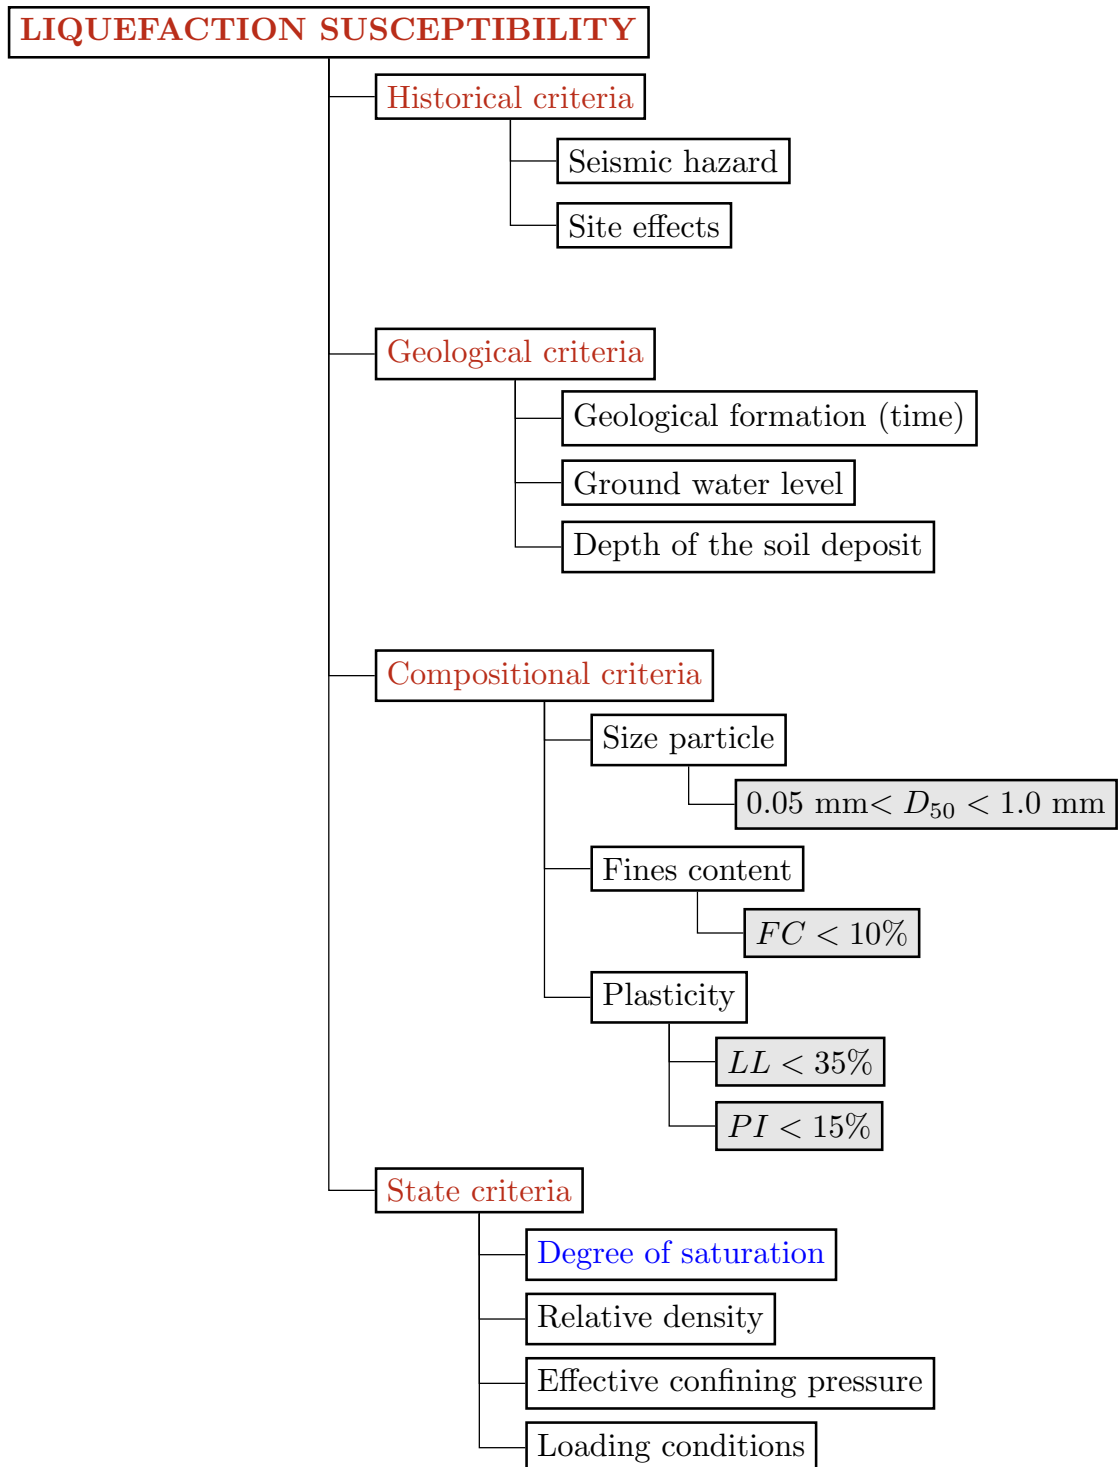 LIQUEFACTION SUSCEPTIBILITY
Historical criteria
Seismic hazard
Site effects
Geological criteria
Geological formation (time)
Ground water level
Depth of the soil deposit
Compositional criteria
Size particle
0.05 mm< D₅₀ < 1.0 mm
Fines content
FC < 10%
Plasticity
LL < 35%
PI < 15%
State criteria
Degree of saturation
Relative density
Effective confining pressure
Loading conditions